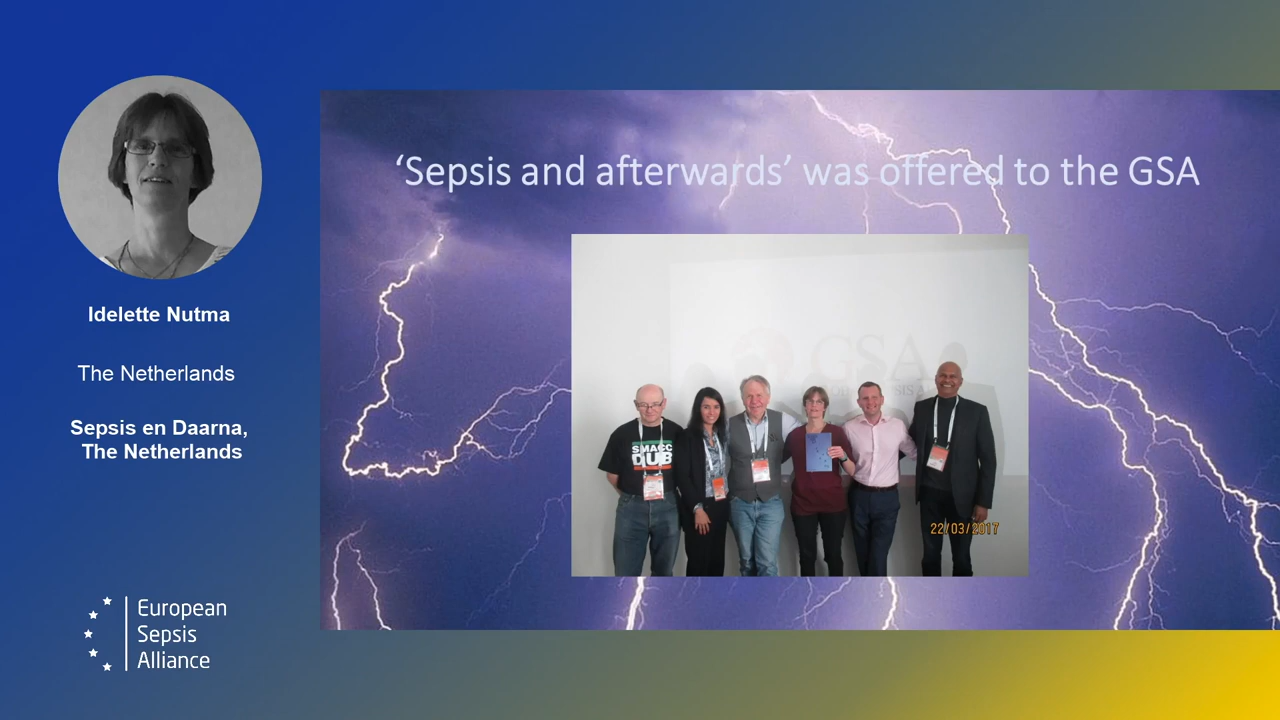 'Sepsis and afterwards' was offered to the GSA
Idelette Nutma
The Netherlands
Sepsis en Daarna,
The Netherlands
European
Sepsis
Alliance
GSA
SMACC
DUB
22/03/2017